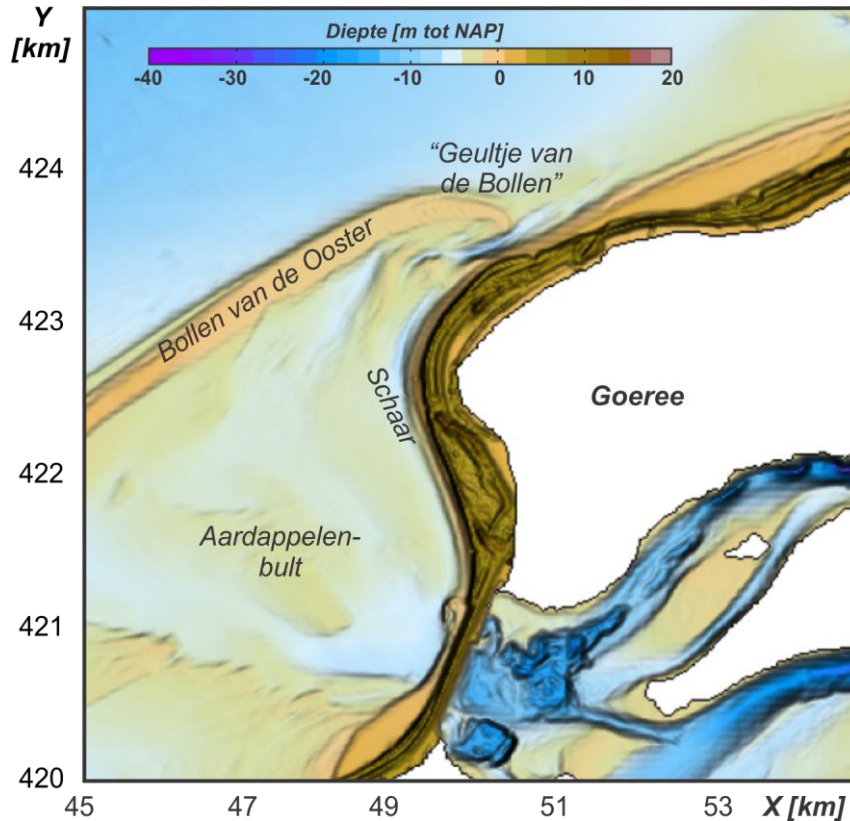 Y
[km]
Diepte [m tot NAP]
-40 -30 -20 -10 0 10 20
424
"Geultje van
de Bollen"
Bollen van de Ooster
423
Schaar
Goeree
422
Aardappelen-
bult
421
420
45 47 49 51 53 X [km]